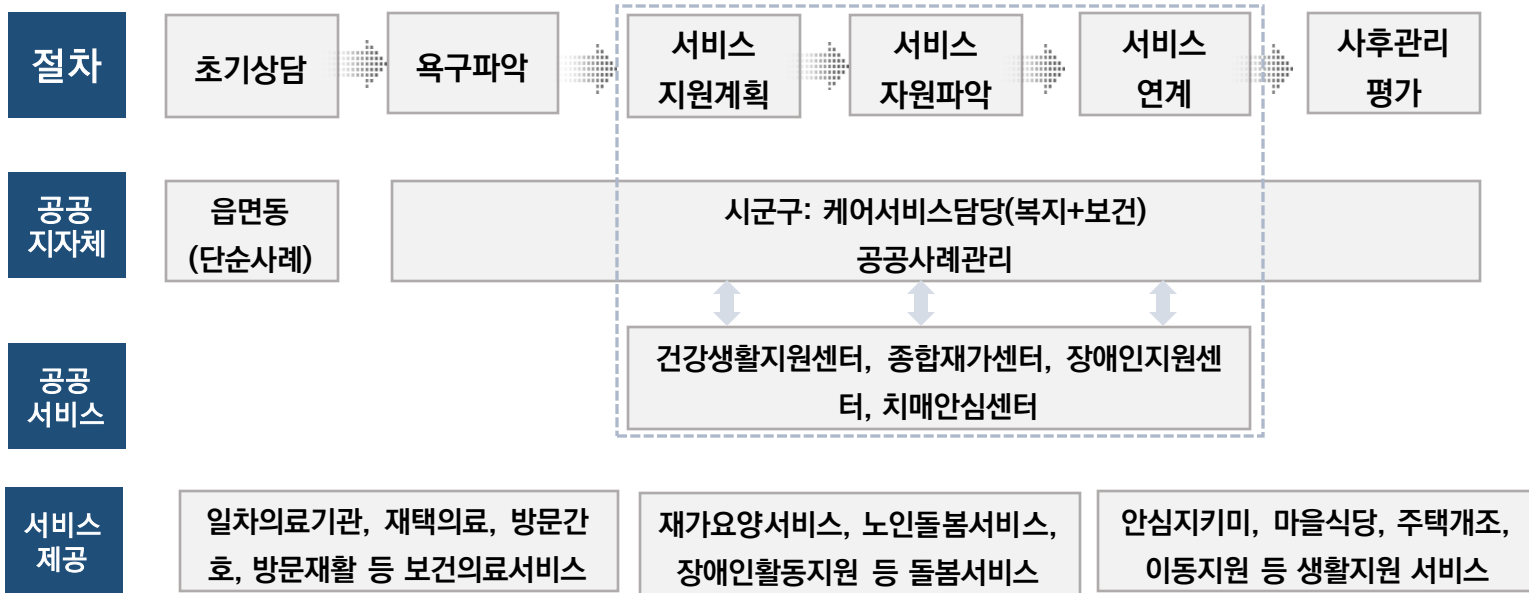 절차
초기상담
욕구파악
서비스
지원계획
서비스
자원파악
서비스
연계
사후관리
평가
공공
지자체
읍면동
(단순사례)
시군구: 케어서비스담당(복지+보건)
공공사례관리
공공
서비스
건강생활지원센터, 종합재가센터, 장애인지원센
터, 치매안심센터
서비스
제공
일차의료기관, 재택의료, 방문간
호, 방문재활 등 보건의료서비스
재가요양서비스, 노인돌봄서비스,
장애인활동지원 등 돌봄서비스
안심지키미, 마을식당, 주택개조,
이동지원 등 생활지원 서비스